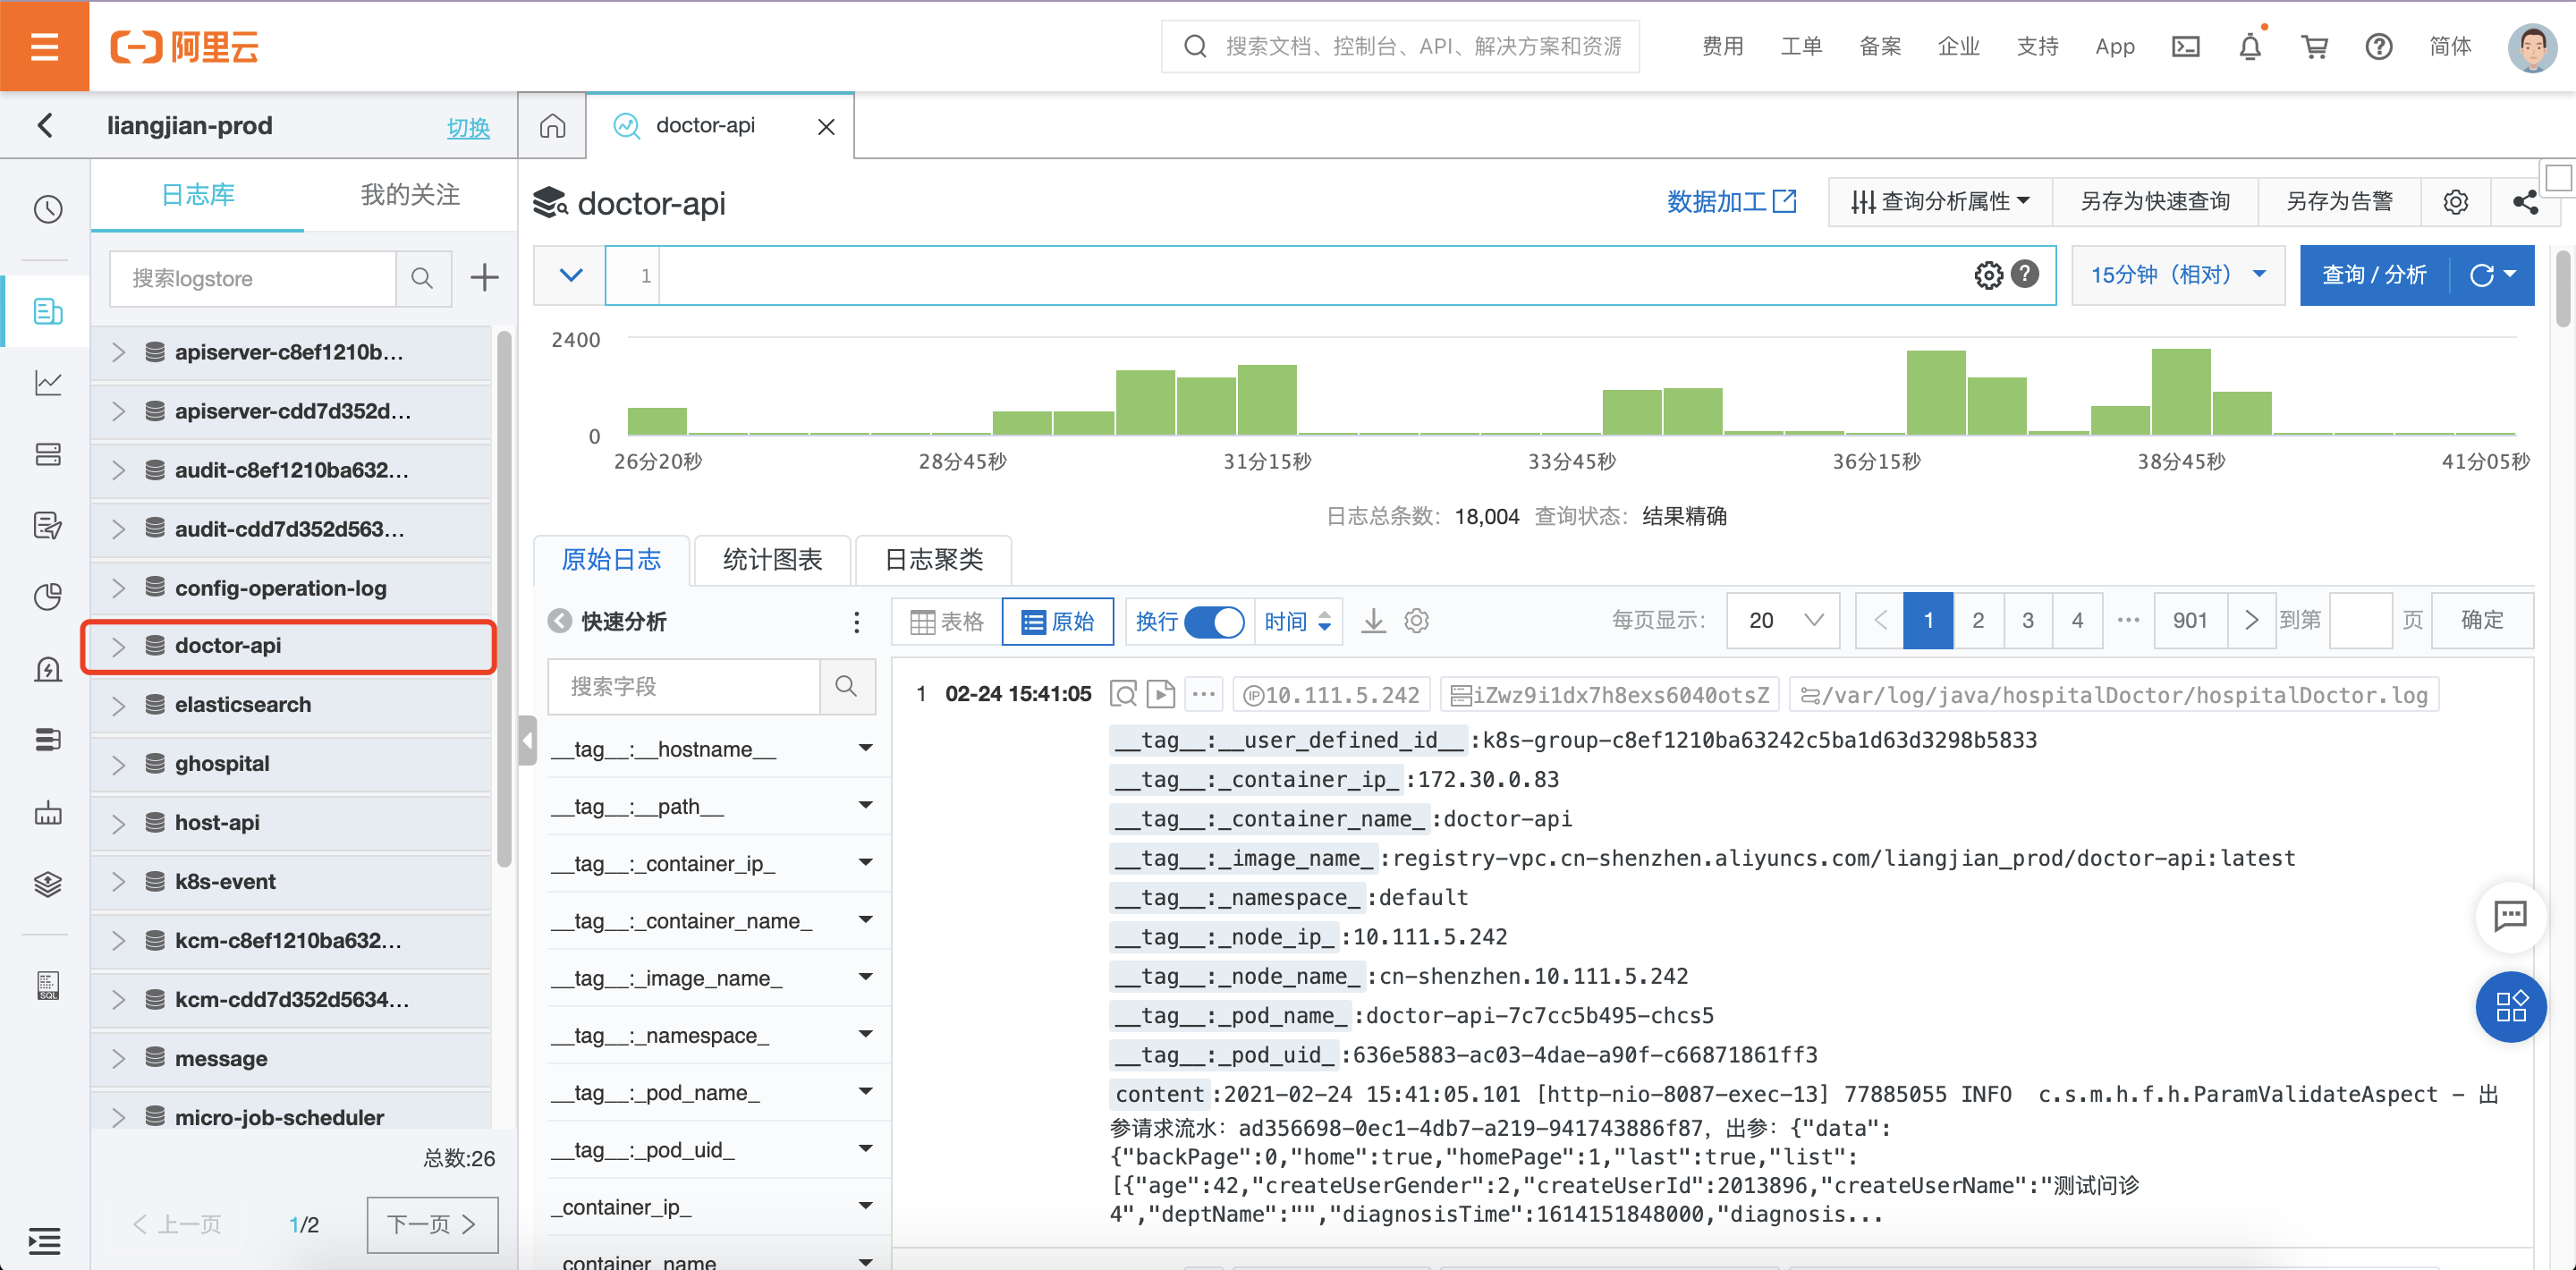 阿里云
搜索文档、控制台、API、解决方案和资源
费用 工单 备案 企业 支持 App 简体
liangjian-prod 切换
doctor-api
日志库 我的关注
搜索logstore
apiserver-c8ef1210b...
apiserver-cdd7d352d...
audit-c8ef1210ba632...
audit-cdd7d352d563...
config-operation-log
doctor-api
elasticsearch
ghospital
host-api
k8s-event
kcm-c8ef1210ba632...
kcm-cdd7d352d5634...
message
micro-job-scheduler
总数:26
上一页 1/2 下一页
SQL
doctor-api
数据加工 查询分析属性 另存为快速查询 另存为告警
1
15分钟（相对） 查询 / 分析
2400
0
26分20秒 28分45秒 31分15秒 33分45秒 36分15秒 38分45秒 41分05秒
日志总条数: 18,004 查询状态: 结果精确
原始日志 统计图表 日志聚类
快速分析
搜索字段
__tag__:__hostname__
__tag__:__path__
__tag__:_container_ip_
__tag__:_container_name_
__tag__:_image_name_
__tag__:_namespace_
__tag__:_pod_name_
__tag__:_pod_uid_
_container_ip_
_container_name_
表格 原始 换行 时间
每页显示: 20 1 2 3 4 ··· 901 到第 页 确定
1 02-24 15:41:05 ··· IP 10.111.5.242 iZwz9i1dx7h8exs6040otsZ /var/log/java/hospitalDoctor/hospitalDoctor.log
__tag__:__user_defined_id__ :k8s-group-c8ef1210ba63242c5ba1d63d3298b5833
__tag__:_container_ip_ :172.30.0.83
__tag__:_container_name_ :doctor-api
__tag__:_image_name_ :registry-vpc.cn-shenzhen.aliyuncs.com/liangjian_prod/doctor-api:latest
__tag__:_namespace_ :default
__tag__:_node_ip_ :10.111.5.242
__tag__:_node_name_ :cn-shenzhen.10.111.5.242
__tag__:_pod_name_ :doctor-api-7c7cc5b495-chcs5
__tag__:_pod_uid_ :636e5883-ac03-4dae-a90f-c66871861ff3
content :2021-02-24 15:41:05.101 [http-nio-8087-exec-13] 77885055 INFO  c.s.m.h.f.h.ParamValidateAspect - 出
参请求流水: ad356698-0ec1-4db7-a219-941743886f87, 出参: {"data":
{"backPage":0,"home":true,"homePage":1,"last":true,"list":
[{"age":42,"createUserGender":2,"createUserId":2013896,"createUserName":"测试问诊
4","deptName":"","diagnosisTime":1614151848000,"diagnosis...